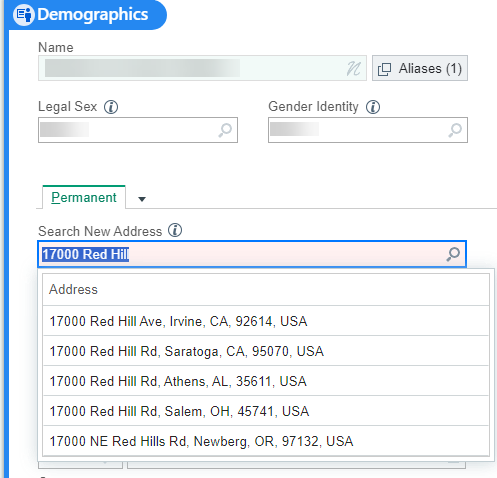 Demographics
Name
Aliases (1)
Legal Sex
Gender Identity
Permanent
Search New Address
17000 Red Hill
Address
17000 Red Hill Ave, Irvine, CA, 92614, USA
17000 Red Hill Rd, Saratoga, CA, 95070, USA
17000 Red Hill Rd, Athens, AL, 35611, USA
17000 Red Hill Rd, Salem, OH, 45741, USA
17000 NE Red Hills Rd, Newberg, OR, 97132, USA